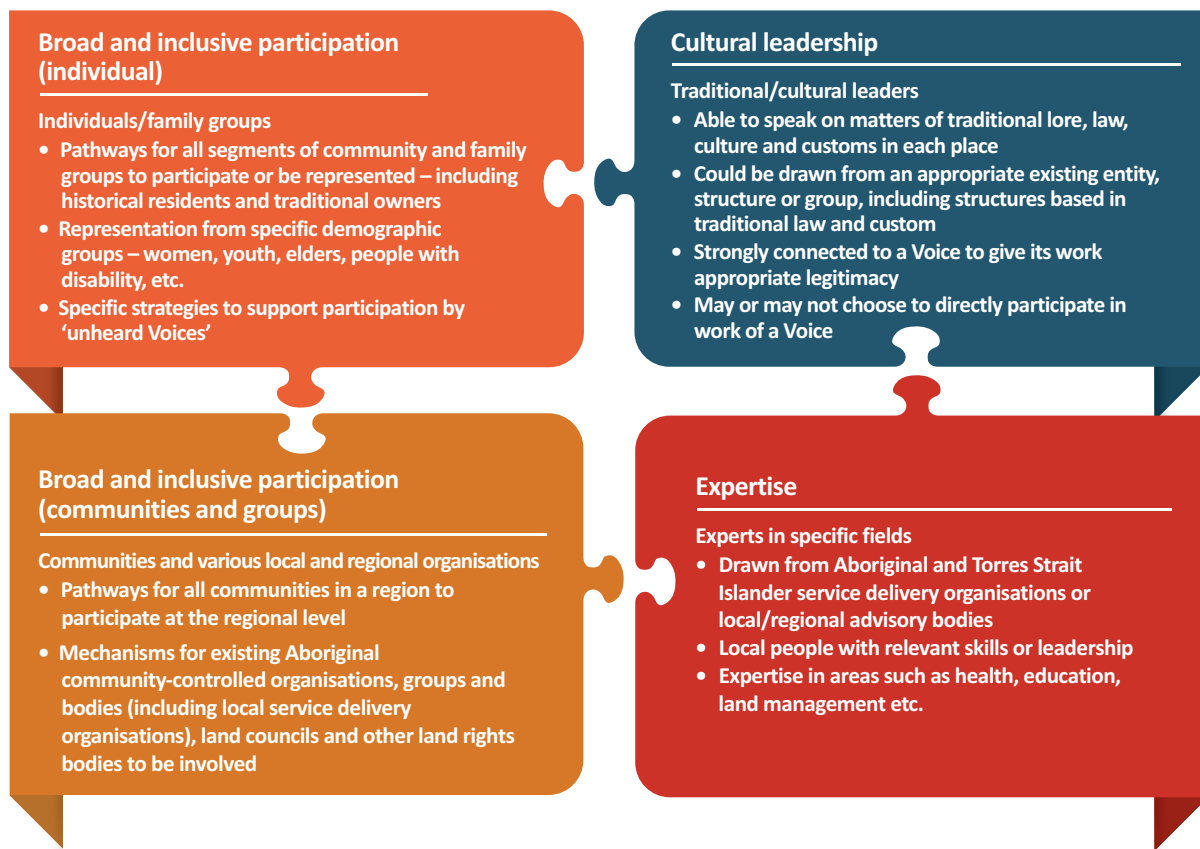 Broad and inclusive participation
(individual)
Individuals/family groups
• Pathways for all segments of community and family
groups to participate or be represented – including
historical residents and traditional owners
• Representation from specific demographic
groups – women, youth, elders, people with
disability, etc.
• Specific strategies to support participation by
‘unheard Voices’
Cultural leadership
Traditional/cultural leaders
• Able to speak on matters of traditional lore, law,
culture and customs in each place
• Could be drawn from an appropriate existing entity,
structure or group, including structures based in
traditional law and custom
• Strongly connected to a Voice to give its work
appropriate legitimacy
• May or may not choose to directly participate in
work of a Voice
Broad and inclusive participation
(communities and groups)
Communities and various local and regional organisations
• Pathways for all communities in a region to
participate at the regional level
• Mechanisms for existing Aboriginal
community-controlled organisations, groups and
bodies (including local service delivery
organisations), land councils and other land rights
bodies to be involved
Expertise
Experts in specific fields
• Drawn from Aboriginal and Torres Strait
Islander service delivery organisations or
local/regional advisory bodies
• Local people with relevant skills or leadership
• Expertise in areas such as health, education,
land management etc.